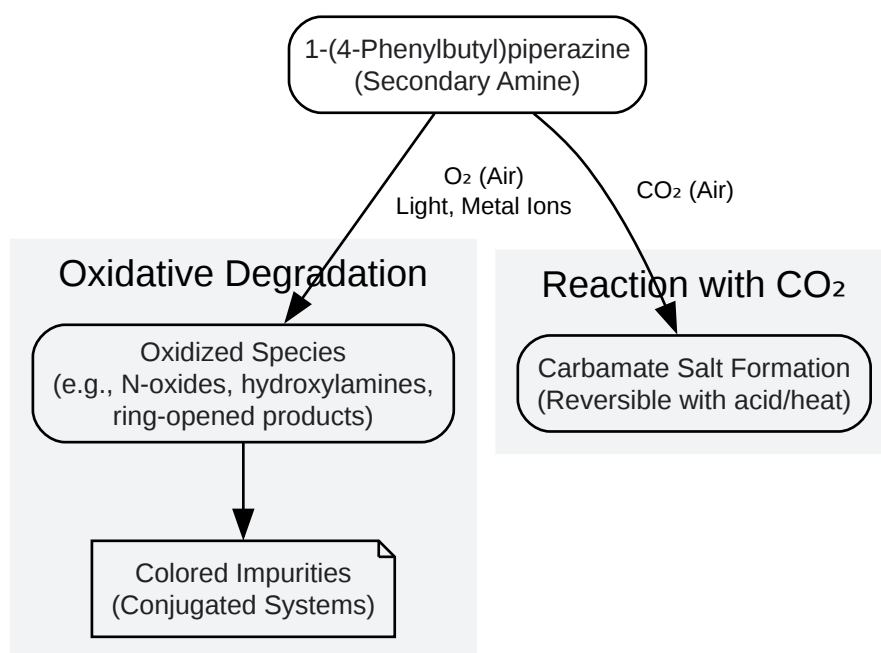 1-(4-Phenylbutyl)piperazine
(Secondary Amine)
O₂ (Air)
Light, Metal Ions
CO₂ (Air)
Oxidative Degradation
Reaction with CO₂
Oxidized Species
(e.g., N-oxides, hydroxylamines,
ring-opened products)
Carbamate Salt Formation
(Reversible with acid/heat)
Colored Impurities
(Conjugated Systems)